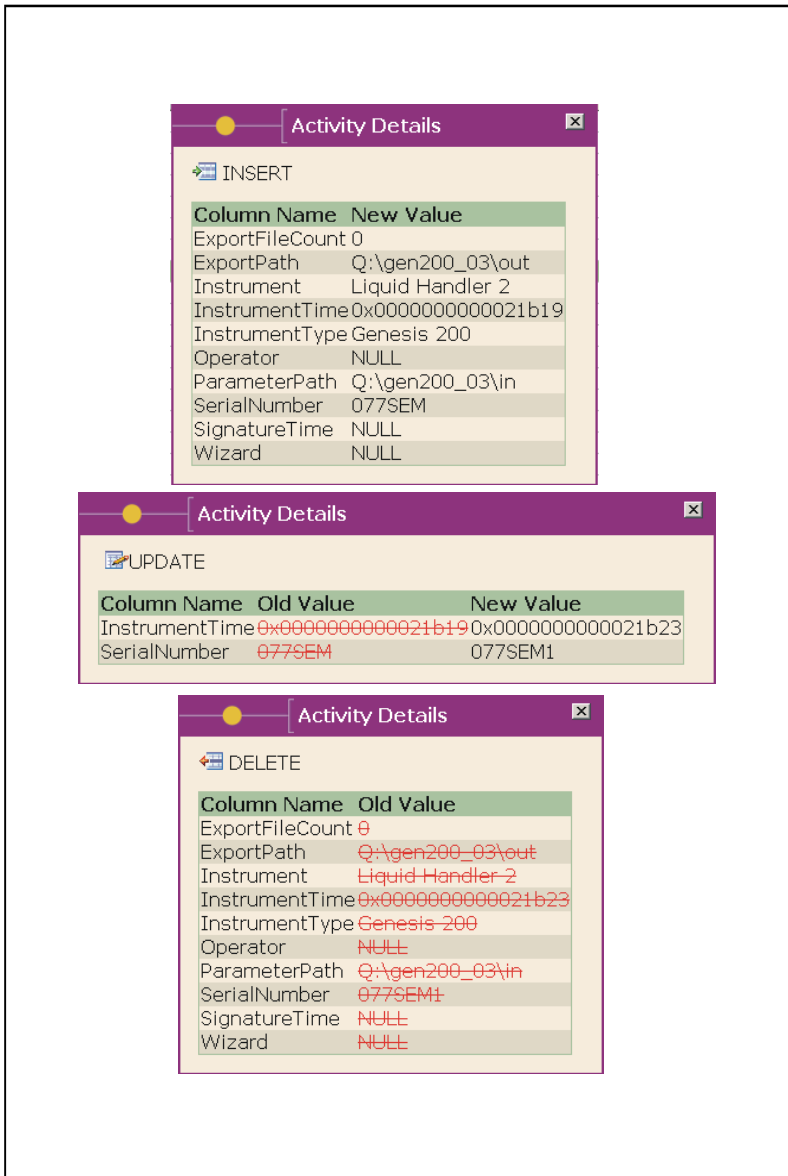 Activity Details
INSERT
Column Name New Value
ExportFileCount 0
ExportPath Q:\gen200_03\out
Instrument Liquid Handler 2
InstrumentTime 0x0000000000021b19
InstrumentType Genesis 200
Operator NULL
ParameterPath Q:\gen200_03\in
SerialNumber 077SEM
SignatureTime NULL
Wizard NULL
Activity Details
UPDATE
Column Name Old Value New Value
InstrumentTime 0x0000000000021b19 0x0000000000021b23
SerialNumber 077SEM 077SEM1
Activity Details
DELETE
Column Name Old Value
ExportFileCount 0
ExportPath Q:\gen200_03\out
Instrument Liquid Handler 2
InstrumentTime 0x0000000000021b23
InstrumentType Genesis 200
Operator NULL
ParameterPath Q:\gen200_03\in
SerialNumber 077SEM1
SignatureTime NULL
Wizard NULL